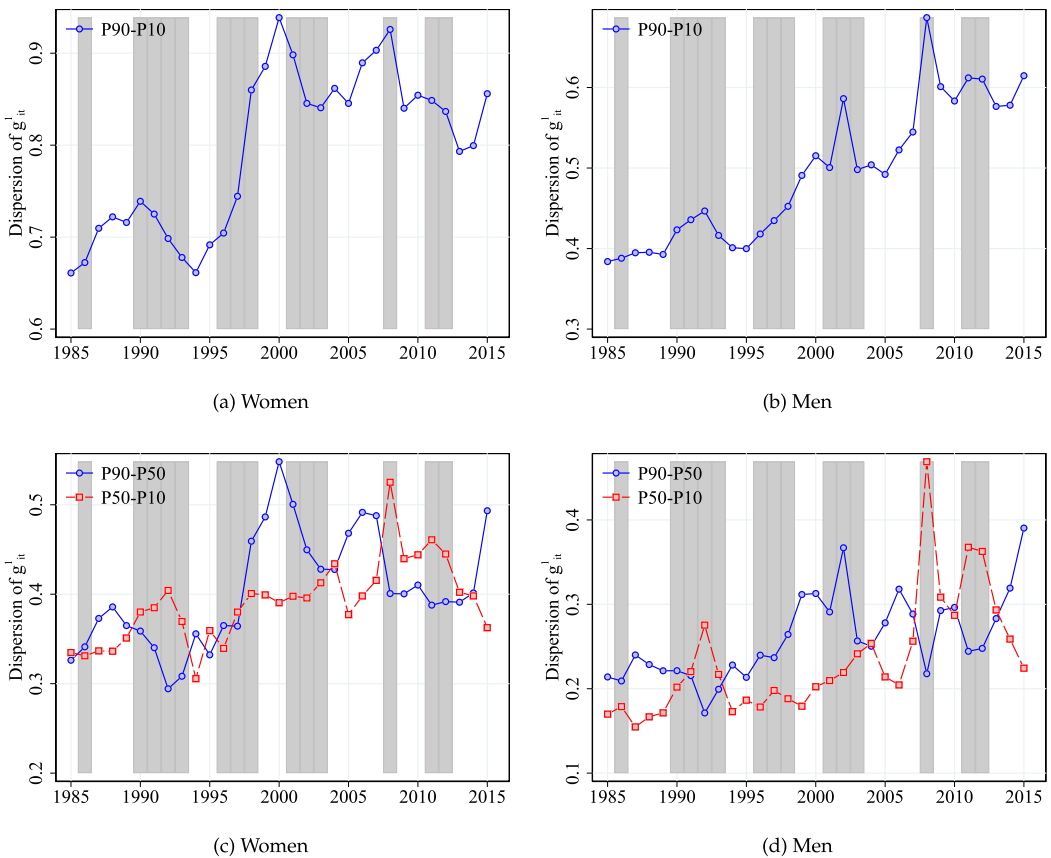 P90-P10
Dispersion of g¹ᵢₜ
0.6 0.7 0.8 0.9
1985 1990 1995 2000 2005 2010 2015
(a) Women
P90-P10
Dispersion of g¹ᵢₜ
0.3 0.4 0.5 0.6
1985 1990 1995 2000 2005 2010 2015
(b) Men
P90-P50
P50-P10
Dispersion of g¹ᵢₜ
0.2 0.3 0.4 0.5
1985 1990 1995 2000 2005 2010 2015
(c) Women
P90-P50
P50-P10
Dispersion of g¹ᵢₜ
0.1 0.2 0.3 0.4
1985 1990 1995 2000 2005 2010 2015
(d) Men